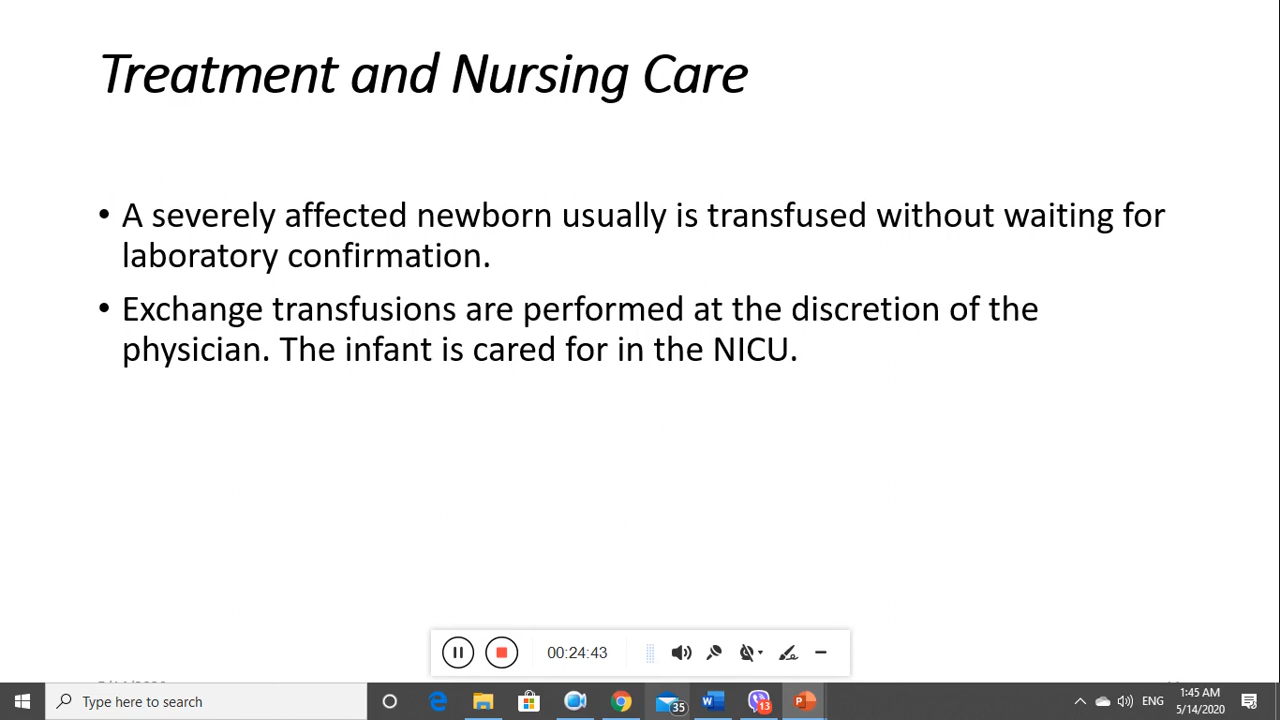 Treatment and Nursing Care
• A severely affected newborn usually is transfused without waiting for
laboratory confirmation.
• Exchange transfusions are performed at the discretion of the
physician. The infant is cared for in the NICU.
00:24:43
Type here to search
35
13
ENG
1:45 AM
5/14/2020